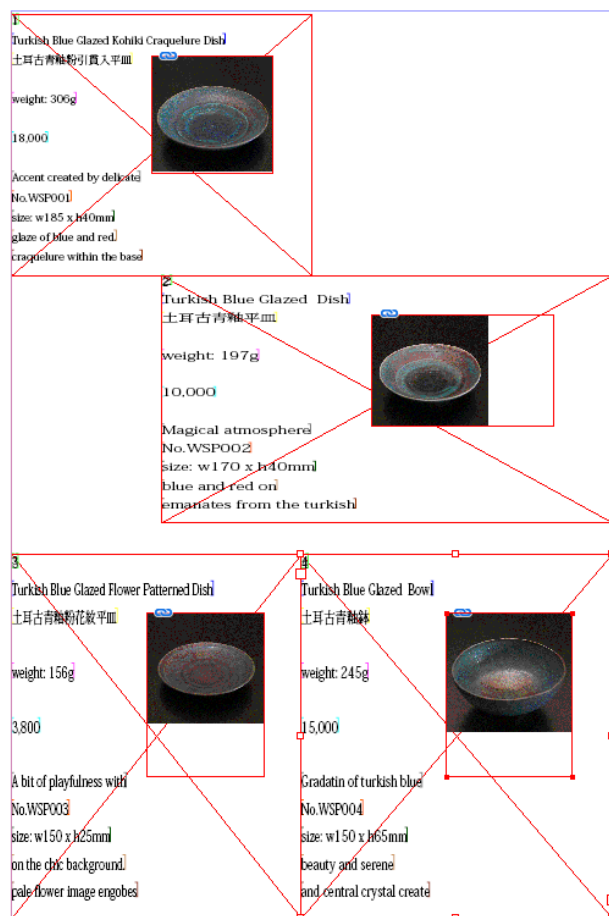 1
Turkish Blue Glazed Kohiki Craquelure Dish
土耳古青釉粉引貫入平皿
weight: 306g
18,000
Accent created by delicate
No.WSP001
size: w185 x h40mm
glaze of blue and red.
craquelure within the base
2
Turkish Blue Glazed Dish
土耳古青釉平皿
weight: 197g
10,000
Magical atmosphere
No.WSP002
size: w170 x h40mm
blue and red on
emanates from the turkish
3
Turkish Blue Glazed Flower Patterned Dish
土耳古青釉粉花紋平皿
weight: 156g
3,800
A bit of playfulness with
No.WSP003
size: w150 x h25mm
on the chic background.
pale flower image engobes
4
Turkish Blue Glazed Bowl
土耳古青釉鉢
weight: 245g
15,000
Gradatin of turkish blue
No.WSP004
size: w150 x h65mm
beauty and serene
and central crystal create